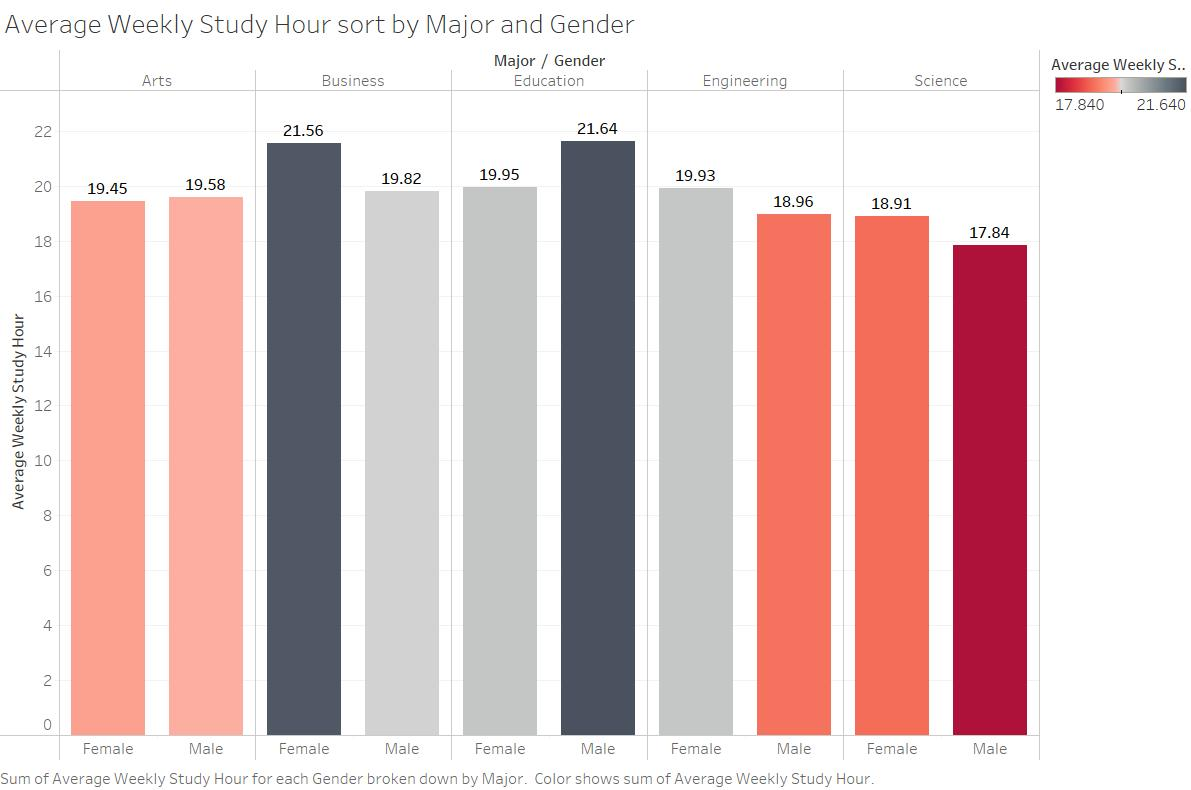 Average Weekly Study Hour sort by Major and Gender
Major / Gender
Arts Business Education Engineering Science
Average Weekly S..
17.840 21.640
Average Weekly Study Hour
22
20
18
16
14
12
10
8
6
4
2
0
19.45 19.58 21.56 19.82 19.95 21.64 19.93 18.96 18.91 17.84
Female Male Female Male Female Male Female Male Female Male
Sum of Average Weekly Study Hour for each Gender broken down by Major. Color shows sum of Average Weekly Study Hour.